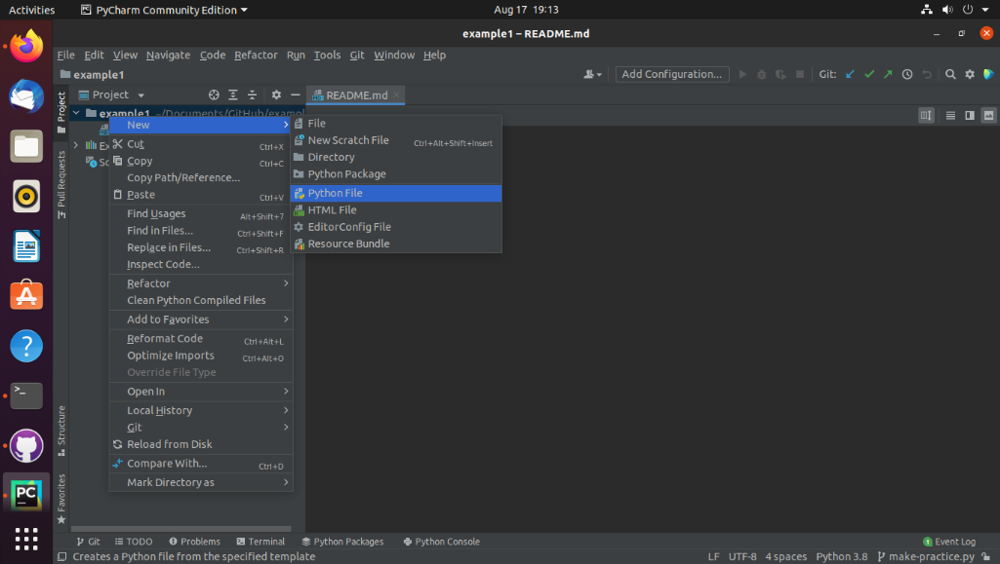 Activities PyCharm Community Edition Aug 17 19:13
example1 – README.md
File Edit View Navigate Code Refactor Run Tools Git Window Help
example1 Add Configuration... Git:
Project README.md
example1 ~/Documents/GitHub/exampl
New
Cut Ctrl+X
Copy Ctrl+C
Copy Path/Reference...
Paste Ctrl+V
Find Usages Alt+Shift+7
Find in Files... Ctrl+Shift+F
Replace in Files... Ctrl+Shift+R
Inspect Code...
Refactor
Clean Python Compiled Files
Add to Favorites
Reformat Code Ctrl+Alt+L
Optimize Imports Ctrl+Alt+O
Override File Type
Open In
Local History
Git
Reload from Disk
Compare With... Ctrl+D
Mark Directory as
File
New Scratch File Ctrl+Alt+Shift+Insert
Directory
Python Package
Python File
HTML File
EditorConfig File
Resource Bundle
Ex
Sc
Project
Pull Requests
Structure
Favorites
Git TODO Problems Terminal Python Packages Python Console 1 Event Log
Creates a Python file from the specified template LF UTF-8 4 spaces Python 3.8 make-practice.py
PC